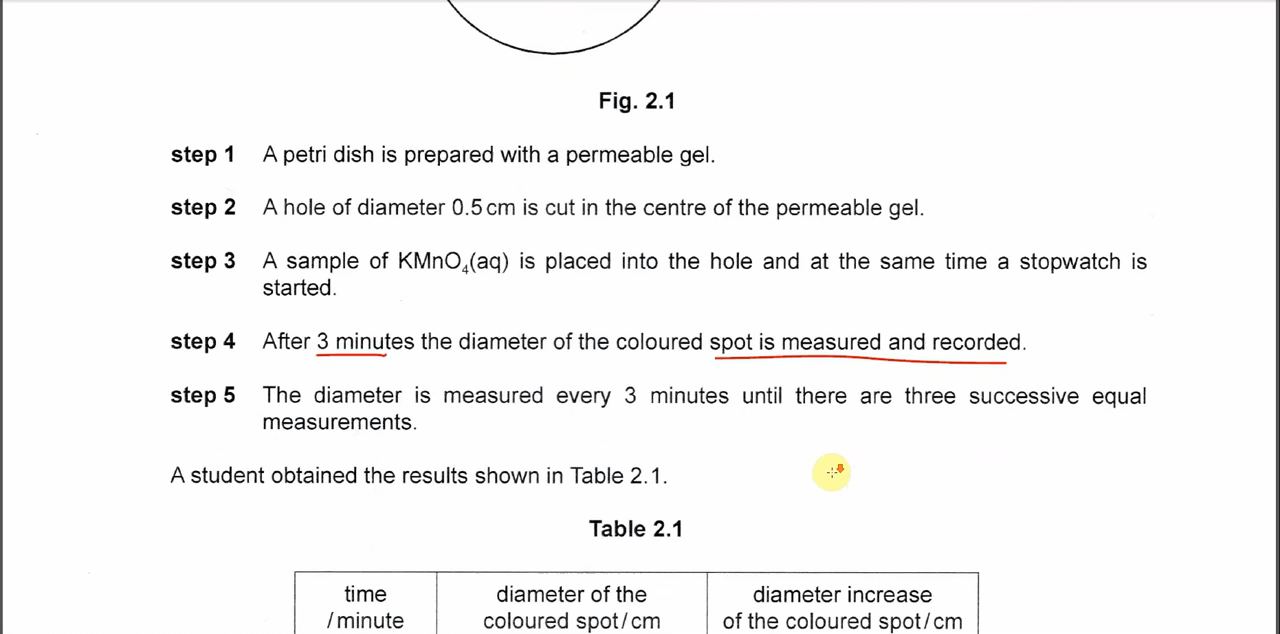 Fig. 2.1
step 1 A petri dish is prepared with a permeable gel.
step 2 A hole of diameter 0.5 cm is cut in the centre of the permeable gel.
step 3 A sample of KMnO₄(aq) is placed into the hole and at the same time a stopwatch is
started.
step 4 After 3 minutes the diameter of the coloured spot is measured and recorded.
step 5 The diameter is measured every 3 minutes until there are three successive equal
measurements.
A student obtained the results shown in Table 2.1.
Table 2.1
time diameter of the diameter increase
/ minute coloured spot / cm of the coloured spot / cm